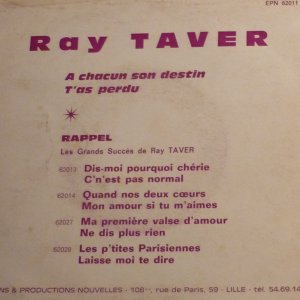 EPN 62011
Ray TAVER
A chacun son destin
T'as perdu
RAPPEL
Les Grands Succès de Ray TAVER
62013 Dis-moi pourquoi chérie
C'n'est pas normal
62014 Quand nos deux cœurs
Mon amour si tu m'aimes
62027 Ma première valse d'amour
Ne dis plus rien
62028 Les p'tites Parisiennes
Laisse moi te dire
NS & PRODUCTIONS NOUVELLES - 106 rue de Paris, 59 - LILLE - tél. 54.69.14